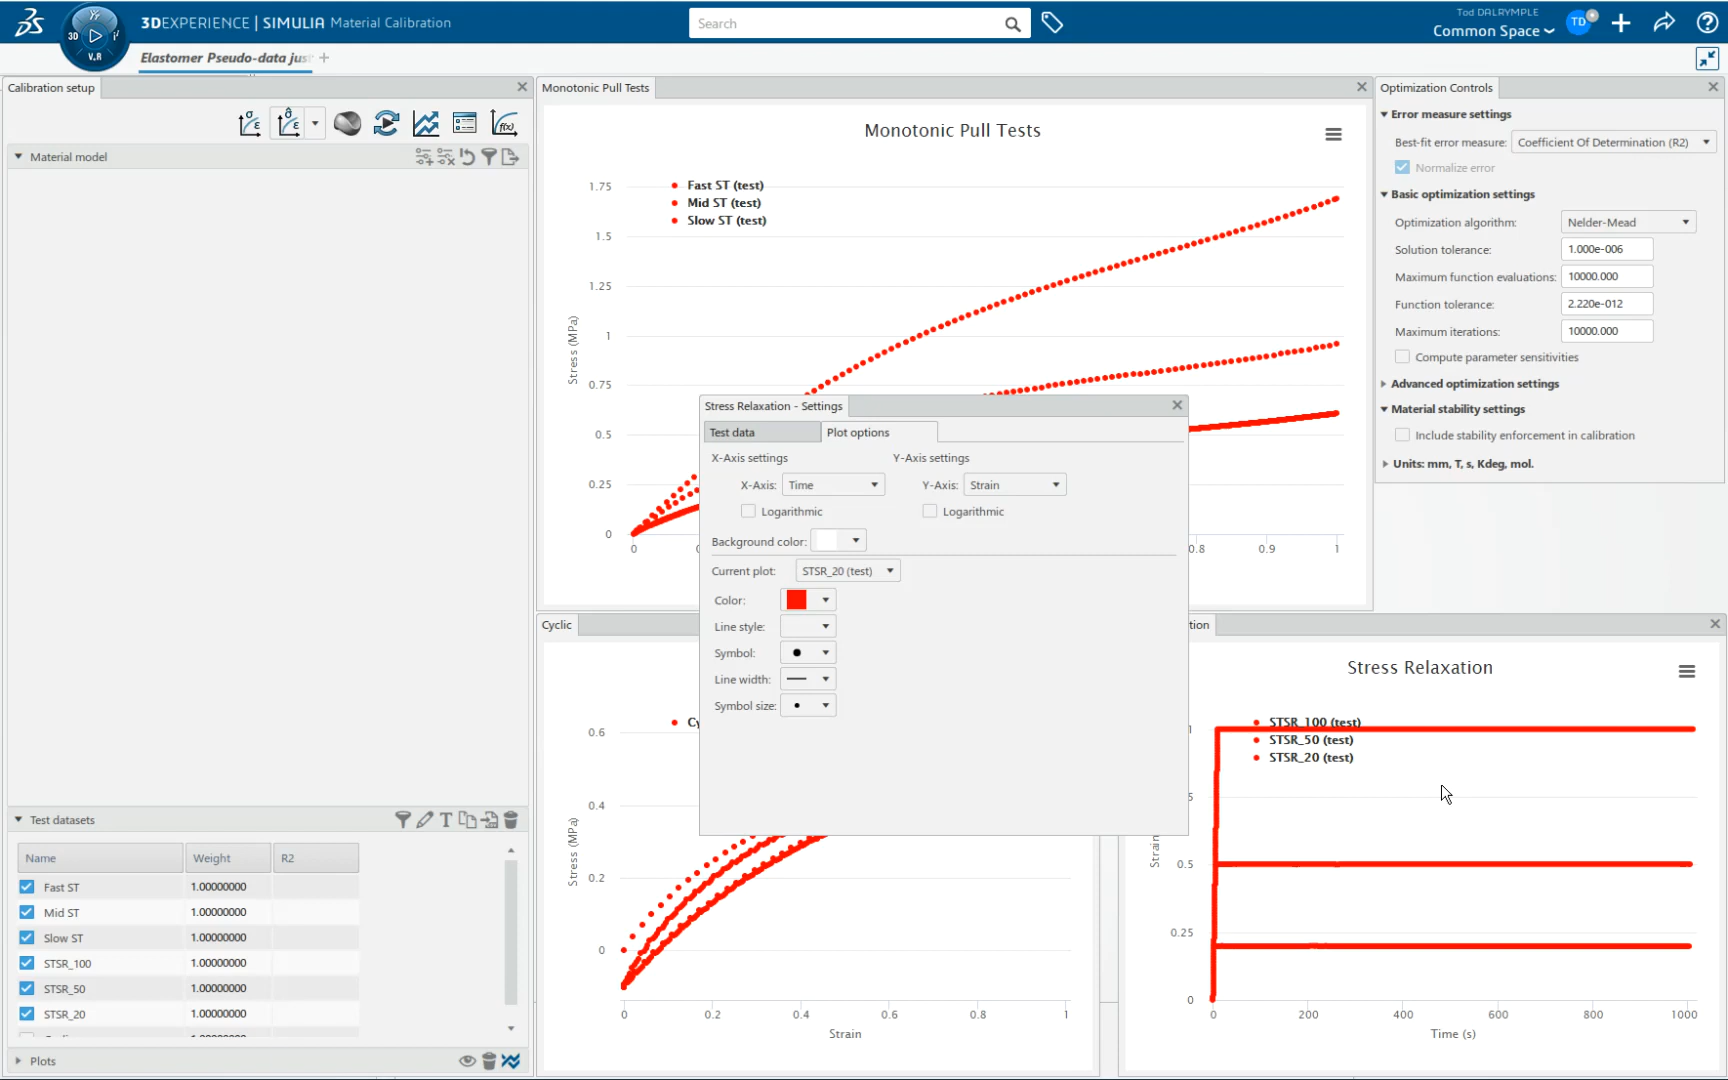 3DEXPERIENCE | SIMULIA Material Calibration
Search
Tod DALRYMPLE
Common Space
TD
3D
V.R
Elastomer Pseudo-data jus
Calibration setup
Material model
Test datasets
Name Weight R2
Fast ST 1.00000000
Mid ST 1.00000000
Slow ST 1.00000000
STSR_100 1.00000000
STSR_50 1.00000000
STSR_20 1.00000000
Plots
Monotonic Pull Tests
Monotonic Pull Tests
Fast ST (test)
Mid ST (test)
Slow ST (test)
1.75
1.5
1.25
1
0.75
0.5
0.25
0
Stress (MPa)
0
0.8 0.9 1
Stress Relaxation - Settings
Test data Plot options
X-Axis settings Y-Axis settings
X-Axis: Time Y-Axis: Strain
Logarithmic Logarithmic
Background color:
Current plot: STSR_20 (test)
Color:
Line style:
Symbol:
Line width:
Symbol size:
Cyclic
0.6
0.4
0.2
0
Stress (MPa)
0 0.2 0.4 0.6 0.8 1
Strain
Stress Relaxation
STSR_100 (test)
STSR_50 (test)
STSR_20 (test)
1
0.5
0.25
0
Strain
0 200 400 600 800 1000
Time (s)
Optimization Controls
Error measure settings
Best-fit error measure: Coefficient Of Determination (R2)
Normalize error
Basic optimization settings
Optimization algorithm: Nelder-Mead
Solution tolerance: 1.000e-006
Maximum function evaluations: 10000.000
Function tolerance: 2.220e-012
Maximum iterations: 10000.000
Compute parameter sensitivities
Advanced optimization settings
Material stability settings
Include stability enforcement in calibration
Units: mm, T, s, Kdeg, mol.